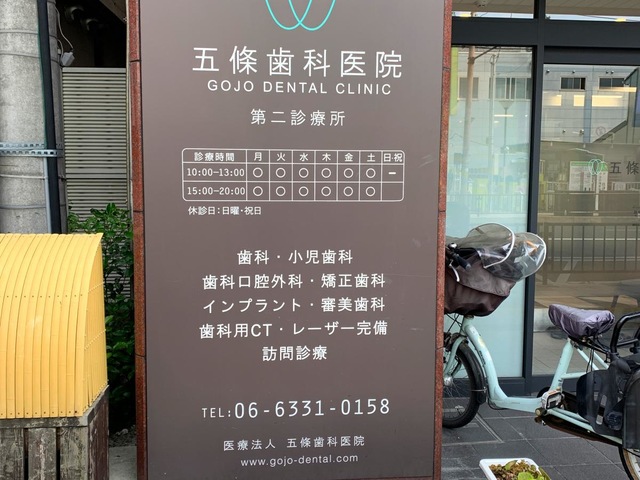 五條歯科医院
GOJO DENTAL CLINIC
第二診療所
診療時間 月 火 水 木 金 土 日・祝
10:00-13:00 〇 〇 〇 〇 〇 〇 ー
15:00-20:00 〇 〇 〇 〇 〇 〇
休診日:日曜・祝日
歯科・小児歯科
歯科口腔外科・矯正歯科
インプラント・審美歯科
歯科用CT・レーザー完備
訪問診療
TEL:06-6331-0158
医療法人 五條歯科医院
www.gojo-dental.com
五條